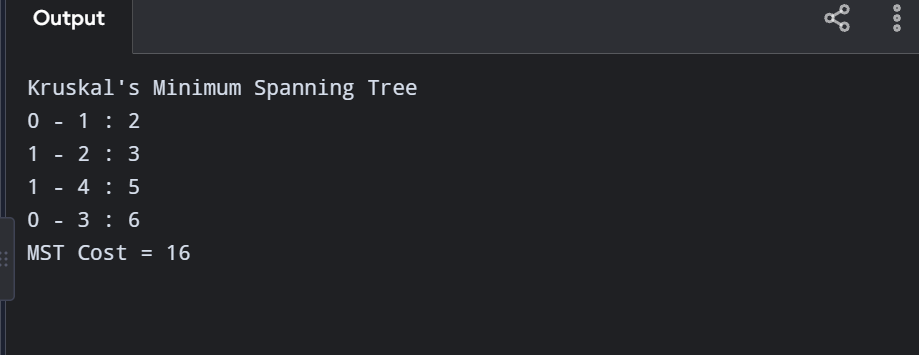 Output
Kruskal's Minimum Spanning Tree
0 - 1 : 2
1 - 2 : 3
1 - 4 : 5
0 - 3 : 6
MST Cost = 16